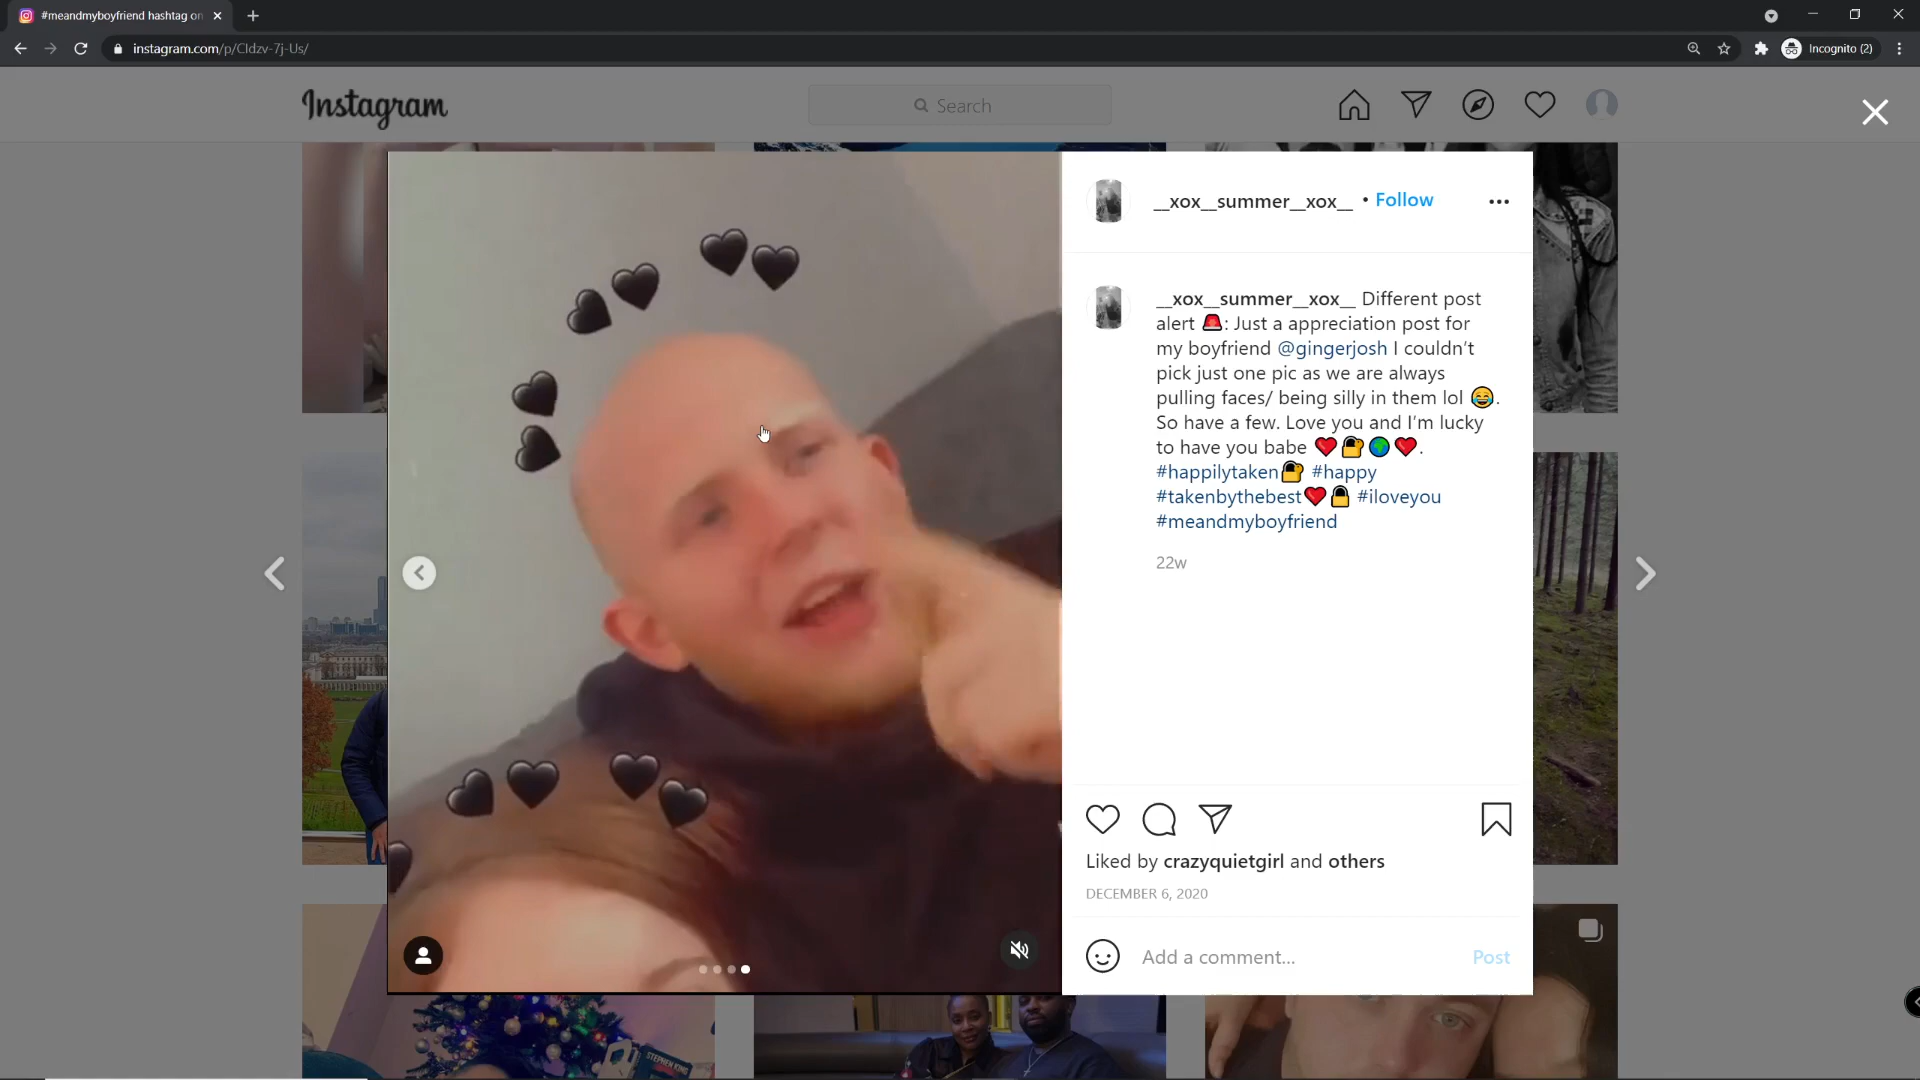 #meandmyboyfriend hashtag on
instagram.com/p/CIdzv-7j-Us/
Incognito (2)
Instagram
Search
__xox__summer__xox__ • Follow
__xox__summer__xox__ Different post
alert 🚨: Just a appreciation post for
my boyfriend @gingerjosh I couldn't
pick just one pic as we are always
pulling faces/ being silly in them lol 😂.
So have a few. Love you and I'm lucky
to have you babe ❤️🔐🌍❤️.
#happilytaken🔐 #happy
#takenbythebest❤️🔒 #iloveyou
#meandmyboyfriend
22w
Liked by crazyquietgirl and others
DECEMBER 6, 2020
Add a comment...
Post
STEPHEN KING